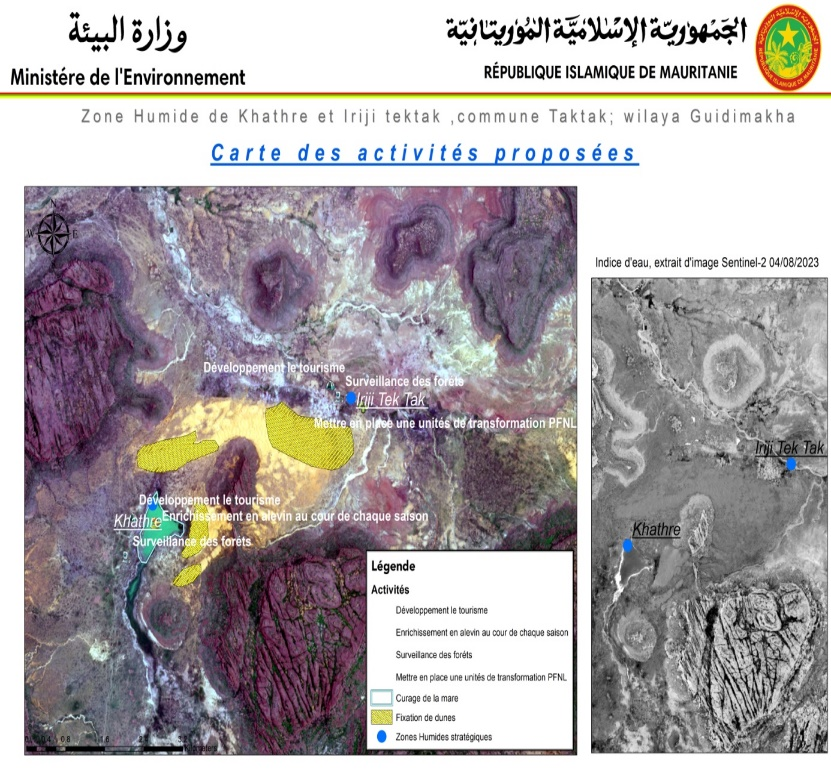 وزارة البيئة
الجمهورية الإسلامية الموريتانية
Ministére de l'Environnement
RÉPUBLIQUE ISLAMIQUE DE MAURITANIE
Zone Humide de Khathre et Iriji tektak ,commune Taktak; wilaya Guidimakha
Carte des activités proposées
N
W E
S
Développement le tourisme
Surveillance des forêts
Iriji Tek Tak
Mettre en place une unités de transformation PFNL
Développement le tourisme
Enrichissement en alevin au cour de chaque saison
Khathre
Surveillance des forêts
Légende
Activités
Développement le tourisme
Enrichissement en alevin au cour de chaque saison
Surveillance des forêts
Mettre en place une unités de transformation PFNL
Curage de la mare
Fixation de dunes
Zones Humides stratégiques
Indice d'eau, extrait d'image Sentinel-2 04/08/2023
Iriji Tek Tak
Khathre